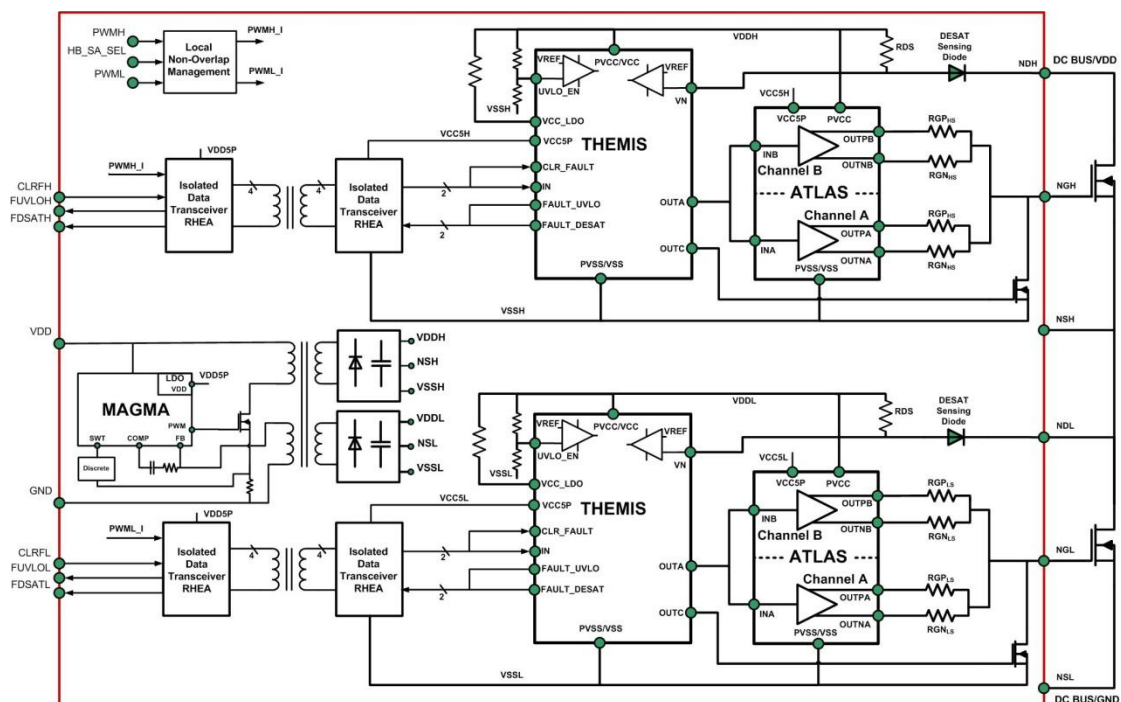 PWMH
HB_SA_SEL
PWML
Local
Non-Overlap
Management
PWMH_I
PWML_I
VDDH
RDS
DESAT
Sensing
Diode
NDH
DC BUS/VDD
VREF
PVCC/VCC
VREF
UVLO_EN
VN
VSSH
VCC_LDO
VCC5H
VCC5P
THEMIS
CLR_FAULT
IN
FAULT_UVLO
FAULT_DESAT
OUTA
OUTC
PVSS/VSS
VCC5H
VCC5P
PVCC
OUTPB
INB
OUTNB
Channel B
ATLAS
Channel A
OUTPA
INA
OUTNA
PVSS/VSS
RGPHS
RGNHS
RGPHS
RGNHS
NGH
NSH
PWMH_I
VDD5P
CLRFH
FUVLOH
FDSATH
Isolated
Data
Transceiver
RHEA
4
4
Isolated
Data
Transceiver
RHEA
2
2
VSSH
VDD
LDO
VDD
VDD5P
MAGMA
PWM
SWT
COMP
FB
Discrete
GND
VDDH
NSH
VSSH
VDDL
NSL
VSSL
VDDL
RDS
DESAT
Sensing
Diode
NDL
VREF
PVCC/VCC
VREF
UVLO_EN
VN
VSSL
VCC_LDO
VCC5L
VCC5P
THEMIS
CLR_FAULT
IN
FAULT_UVLO
FAULT_DESAT
OUTA
OUTC
PVSS/VSS
VCC5L
VCC5P
PVCC
OUTPB
INB
OUTNB
Channel B
ATLAS
Channel A
OUTPA
INA
OUTNA
PVSS/VSS
RGPLS
RGNLS
RGPLS
RGNLS
NGL
NSL
DC BUS/GND
PWML_I
VDD5P
CLRFL
FUVLOL
FDSATL
Isolated
Data
Transceiver
RHEA
4
4
Isolated
Data
Transceiver
RHEA
2
2
VSSL